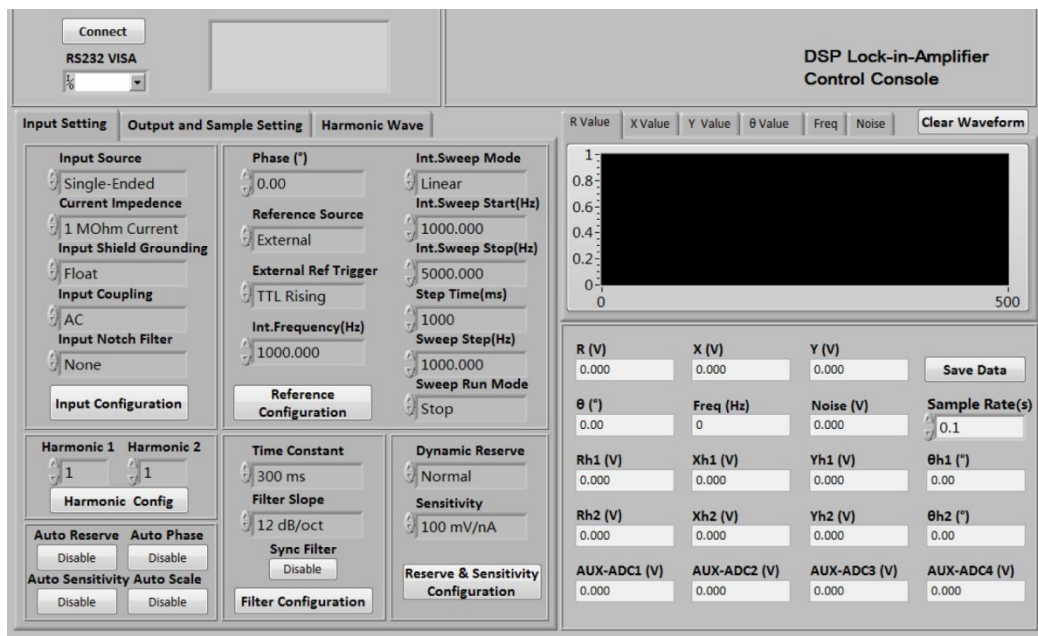 Connect
RS232 VISA
I/O
DSP Lock-in-Amplifier
Control Console
Input Setting
Output and Sample Setting
Harmonic Wave
Input Source
Single-Ended
Current Impedance
1 MOhm Current
Input Shield Grounding
Float
Input Coupling
AC
Input Notch Filter
None
Input Configuration
Phase (°)
0.00
Reference Source
External
External Ref Trigger
TTL Rising
Int.Frequency(Hz)
1000.000
Reference
Configuration
Int.Sweep Mode
Linear
Int.Sweep Start(Hz)
1000.000
Int.Sweep Stop(Hz)
5000.000
Step Time(ms)
1000
Sweep Step(Hz)
1000.000
Sweep Run Mode
Stop
Harmonic 1 Harmonic 2
1 1
Harmonic Config
Auto Reserve Auto Phase
Disable Disable
Auto Sensitivity Auto Scale
Disable Disable
Time Constant
300 ms
Filter Slope
12 dB/oct
Sync Filter
Disable
Filter Configuration
Dynamic Reserve
Normal
Sensitivity
100 mV/nA
Reserve & Sensitivity
Configuration
R Value X Value Y Value θ Value Freq Noise Clear Waveform
1
0.8
0.6
0.4
0.2
0
0 500
R (V) X (V) Y (V)
0.000 0.000 0.000 Save Data
θ (°) Freq (Hz) Noise (V) Sample Rate(s)
0.00 0 0.000 0.1
Rh1 (V) Xh1 (V) Yh1 (V) θh1 (°)
0.000 0.000 0.000 0.00
Rh2 (V) Xh2 (V) Yh2 (V) θh2 (°)
0.000 0.000 0.000 0.00
AUX-ADC1 (V) AUX-ADC2 (V) AUX-ADC3 (V) AUX-ADC4 (V)
0.000 0.000 0.000 0.000